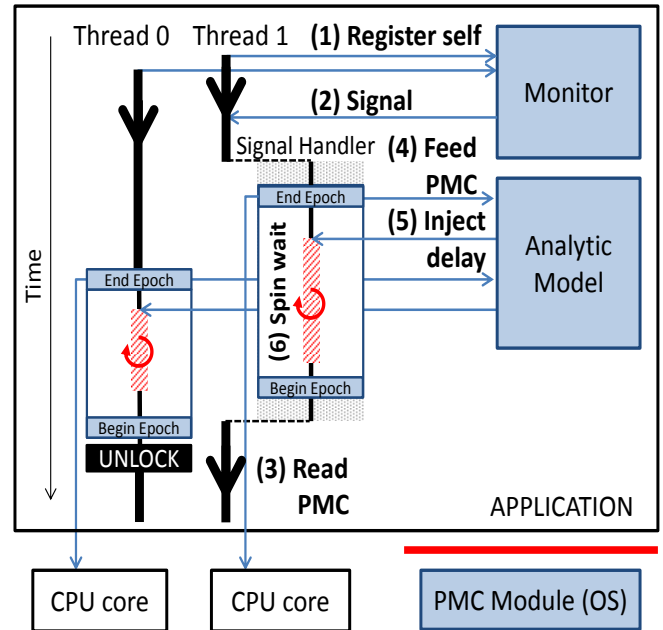 Thread 0
Thread 1
(1) Register self
Monitor
(2) Signal
Signal Handler
(4) Feed
PMC
End Epoch
(5) Inject
delay
Analytic
Model
Time
End Epoch
(6) Spin wait
Begin Epoch
Begin Epoch
UNLOCK
(3) Read
PMC
APPLICATION
CPU core
CPU core
PMC Module (OS)